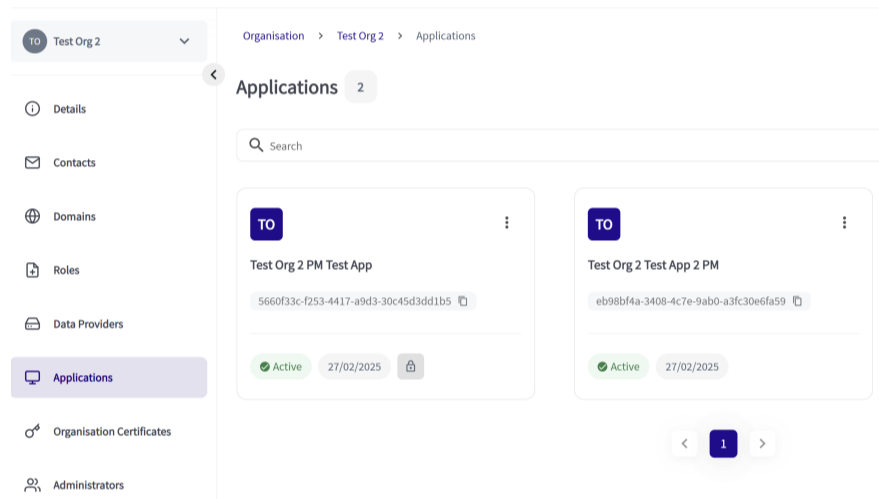 TO Test Org 2
Organisation > Test Org 2 > Applications
Applications 2
Search
Details
Contacts
Domains
Roles
Data Providers
Applications
Organisation Certificates
Administrators
TO
Test Org 2 PM Test App
5660f33c-f253-4417-a9d3-30c45d3dd1b5
Active 27/02/2025
TO
Test Org 2 Test App 2 PM
eb98bf4a-3408-4c7e-9ab0-a3fc30e6fa59
Active 27/02/2025
< 1 >